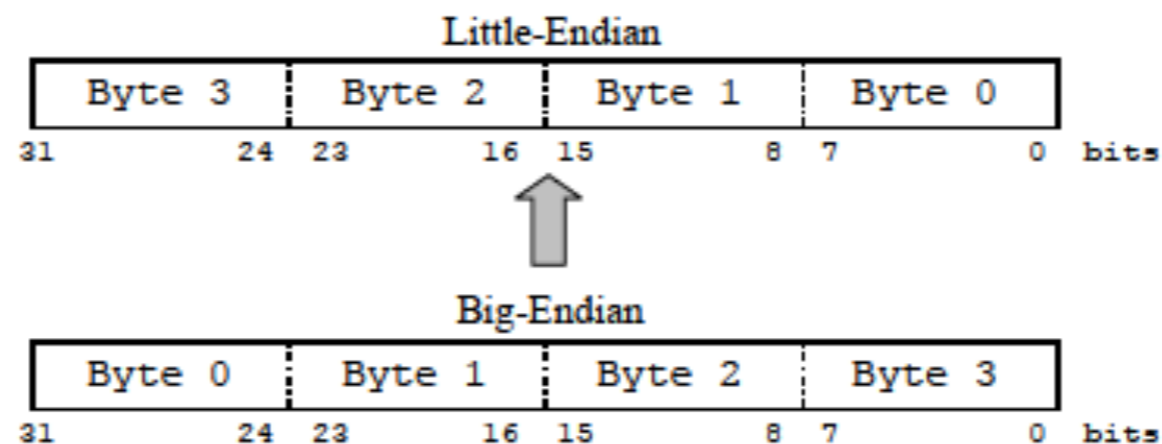 Little-Endian
Byte 3 Byte 2 Byte 1 Byte 0
31 24 23 16 15 8 7 0 bits
Big-Endian
Byte 0 Byte 1 Byte 2 Byte 3
31 24 23 16 15 8 7 0 bits